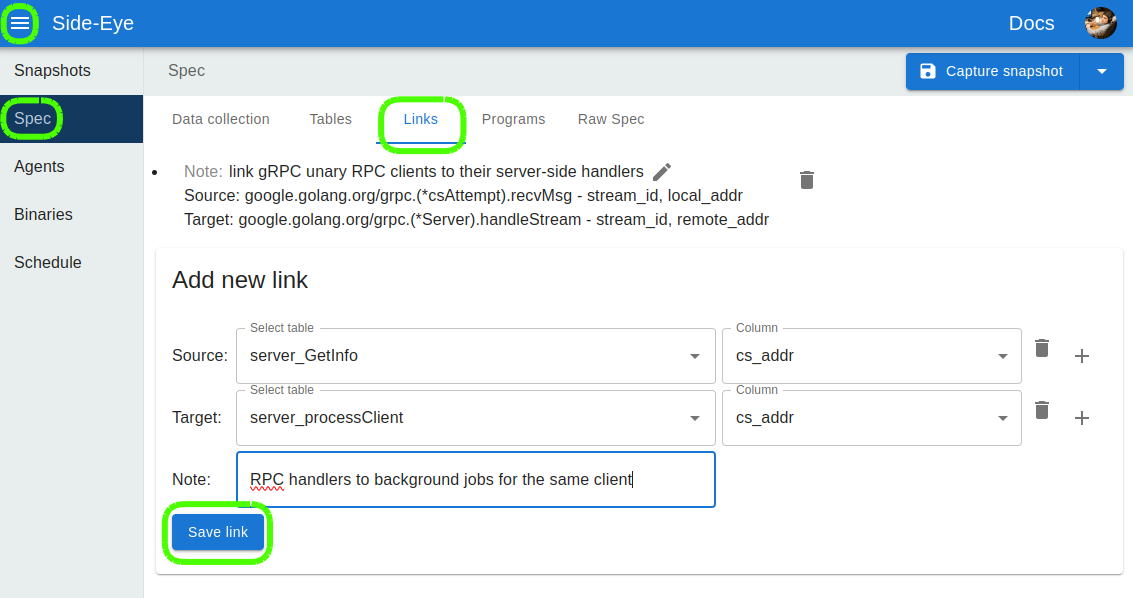 Side-Eye
Docs
Snapshots
Spec
Agents
Binaries
Schedule
Spec
Capture snapshot
Data collection
Tables
Links
Programs
Raw Spec
Note: link gRPC unary RPC clients to their server-side handlers
Source: google.golang.org/grpc.(*csAttempt).recvMsg - stream_id, local_addr
Target: google.golang.org/grpc.(*Server).handleStream - stream_id, remote_addr
Add new link
Select table
Column
Source: server_GetInfo cs_addr
Select table
Column
Target: server_processClient cs_addr
Note: RPC handlers to background jobs for the same client
Save link